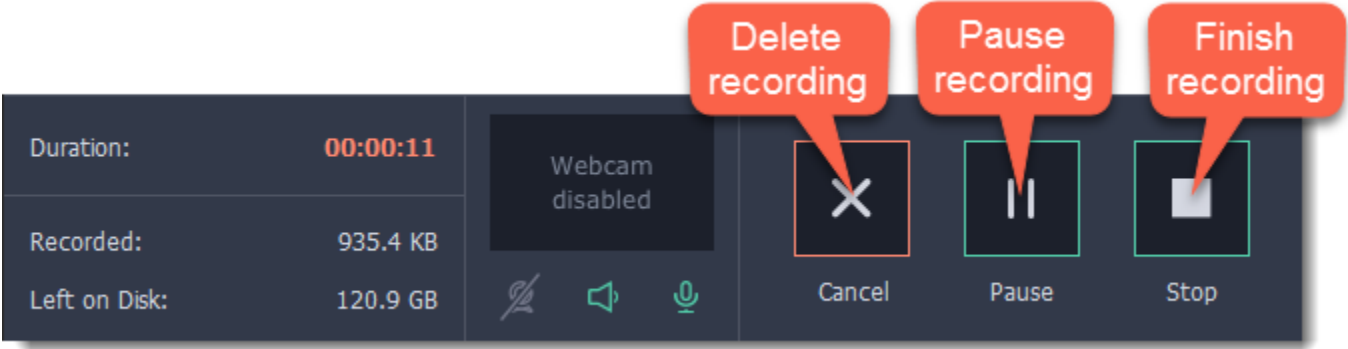 Delete
recording
Pause
recording
Finish
recording
Duration: 00:00:11
Recorded: 935.4 KB
Left on Disk: 120.9 GB
Webcam
disabled
Cancel
Pause
Stop